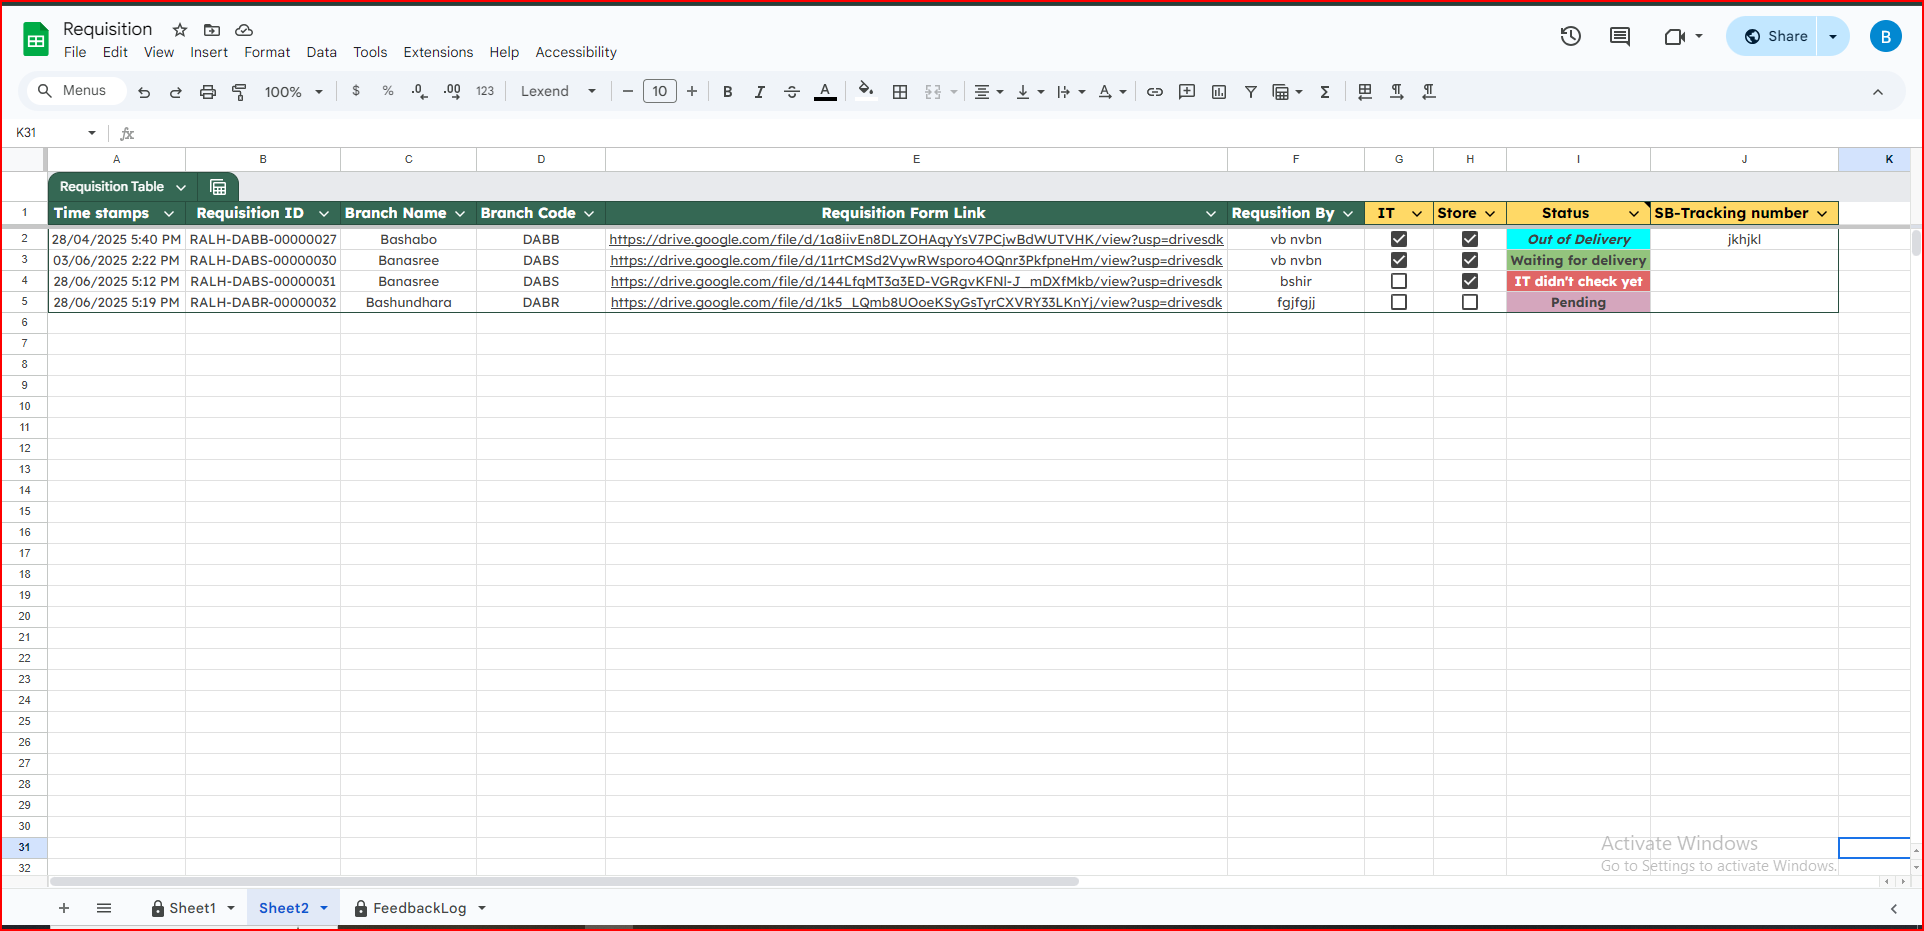 Requisition
File Edit View Insert Format Data Tools Extensions Help Accessibility
Share
B
Menus 100% $ % .0 .00 123 Lexend 10 B I S A
K31 fx
A B C D E F G H I J K
Requisition Table
1 Time stamps Requisition ID Branch Name Branch Code Requisition Form Link Requsition By IT Store Status SB-Tracking number
2 28/04/2025 5:40 PM RALH-DABB-00000027 Bashabo DABB https://drive.google.com/file/d/1a8iivEn8DLZOHAqyYsV7PCjwBdWUTVHK/view?usp=drivesdk vb nvbn Out of Delivery jkhjkl
3 03/06/2025 2:22 PM RALH-DABS-00000030 Banasree DABS https://drive.google.com/file/d/11rtCMSd2VywRWsporo4OQnr3PkfpneHm/view?usp=drivesdk vb nvbn Waiting for delivery
4 28/06/2025 5:12 PM RALH-DABS-00000031 Banasree DABS https://drive.google.com/file/d/144LfqMT3a3ED-VGRgvKFNl-J_mDXfMkb/view?usp=drivesdk bshir IT didn't check yet
5 28/06/2025 5:19 PM RALH-DABR-00000032 Bashundhara DABR https://drive.google.com/file/d/1k5_LQmb8UOoeKSyGsTyrCXVRY33LKnYj/view?usp=drivesdk fgjfgjj Pending
6
7
8
9
10
11
12
13
14
15
16
17
18
19
20
21
22
23
24
25
26
27
28
29
30
31
32
Activate Windows
Go to Settings to activate Windows.
Sheet1 Sheet2 FeedbackLog